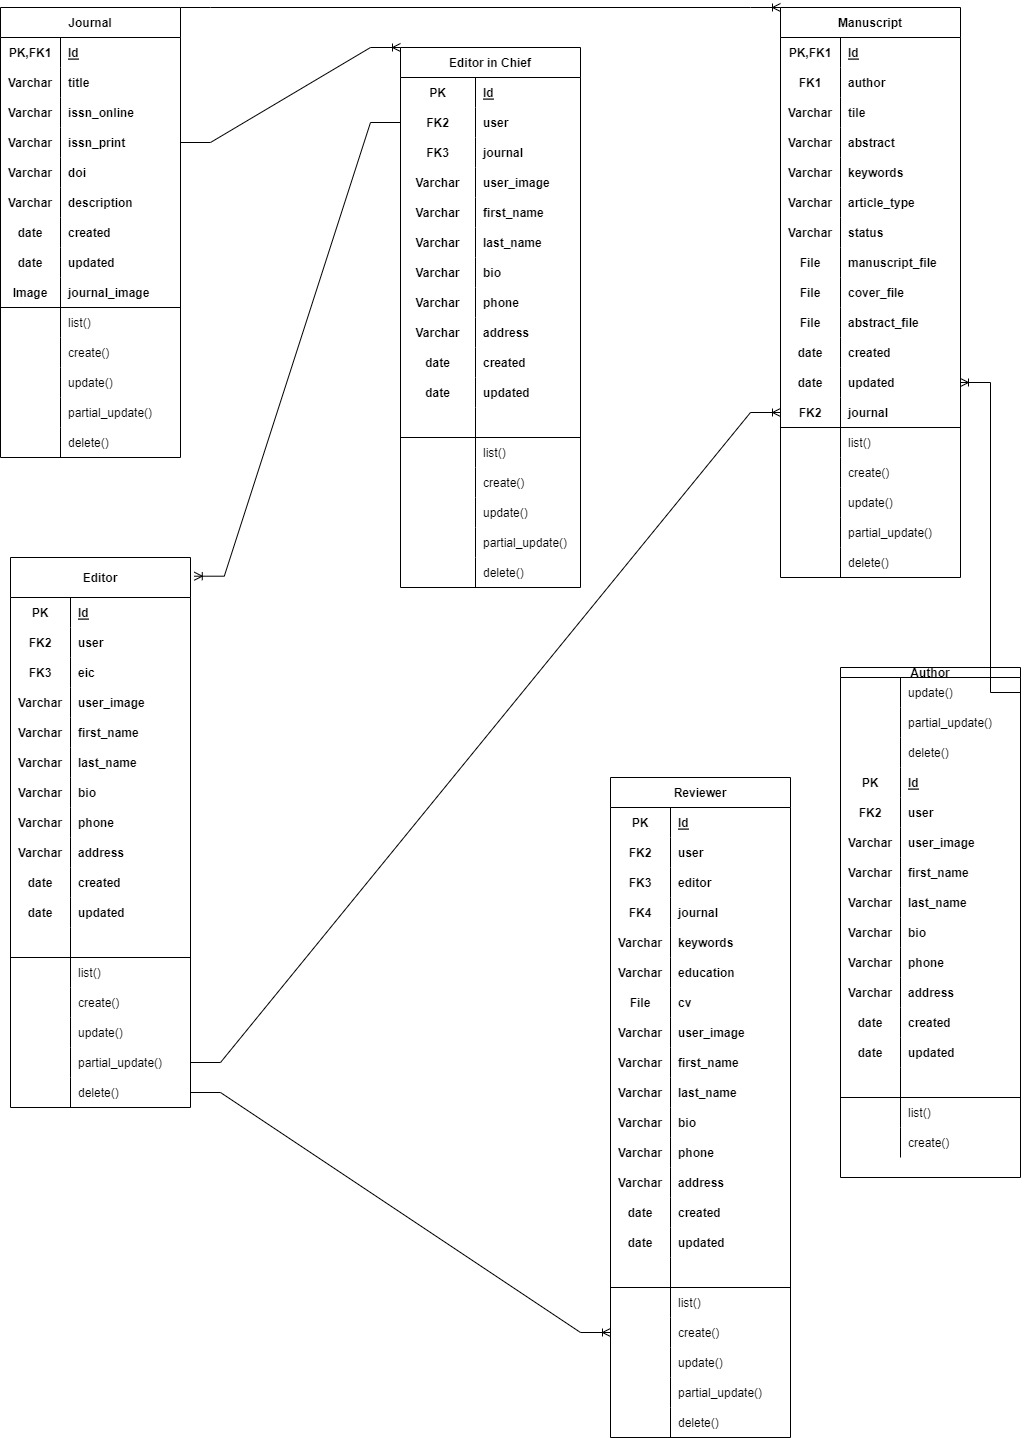 Journal
PK,FK1 Id
Varchar title
Varchar issn_online
Varchar issn_print
Varchar doi
Varchar description
date created
date updated
Image journal_image
list()
create()
update()
partial_update()
delete()
Editor in Chief
PK Id
FK2 user
FK3 journal
Varchar user_image
Varchar first_name
Varchar last_name
Varchar bio
Varchar phone
Varchar address
date created
date updated
list()
create()
update()
partial_update()
delete()
Manuscript
PK,FK1 Id
FK1 author
Varchar tile
Varchar abstract
Varchar keywords
Varchar article_type
Varchar status
File manuscript_file
File cover_file
File abstract_file
date created
date updated
FK2 journal
list()
create()
update()
partial_update()
delete()
Editor
PK Id
FK2 user
FK3 eic
Varchar user_image
Varchar first_name
Varchar last_name
Varchar bio
Varchar phone
Varchar address
date created
date updated
list()
create()
update()
partial_update()
delete()
Reviewer
PK Id
FK2 user
FK3 editor
FK4 journal
Varchar keywords
Varchar education
File cv
Varchar user_image
Varchar first_name
Varchar last_name
Varchar bio
Varchar phone
Varchar address
date created
date updated
list()
create()
update()
partial_update()
delete()
Author
update()
partial_update()
delete()
PK Id
FK2 user
Varchar user_image
Varchar first_name
Varchar last_name
Varchar bio
Varchar phone
Varchar address
date created
date updated
list()
create()